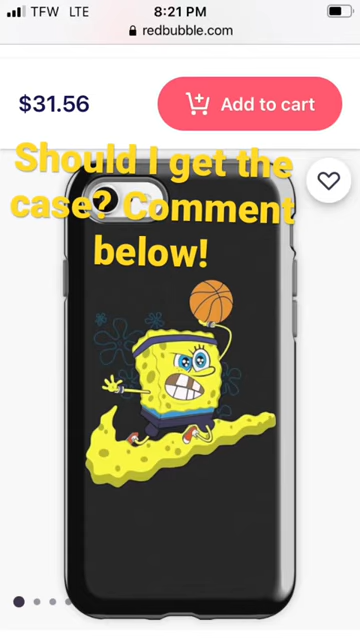 TFW LTE 8:21 PM
redbubble.com
$31.56 Add to cart
Should I get the
case? Comment
below!